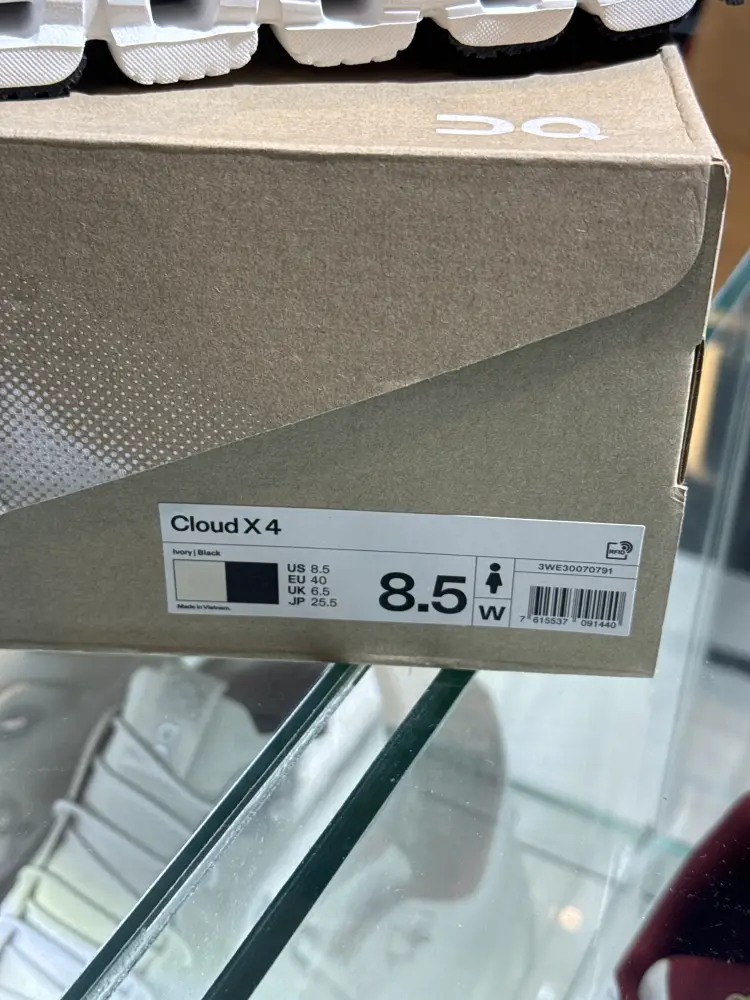 Cloud X 4
RFID
Ivory | Black
US 8.5
EU 40
UK 6.5
JP 25.5
8.5
W
3WE30070791
Made in Vietnam.
7 615537 091440